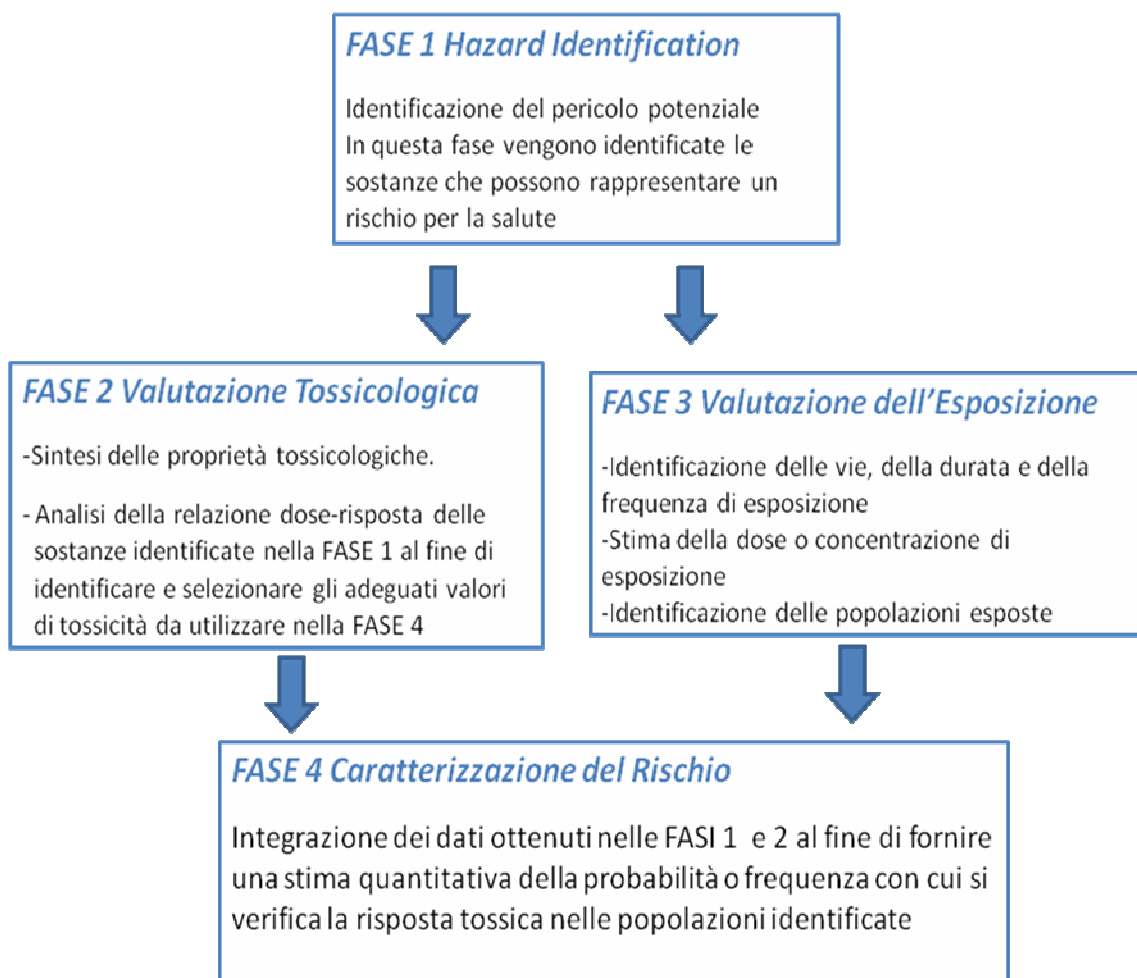 FASE 1 Hazard Identification
Identificazione del pericolo potenziale
In questa fase vengono identificate le
sostanze che possono rappresentare un
rischio per la salute
FASE 2 Valutazione Tossicologica
-Sintesi delle proprietà tossicologiche.
- Analisi della relazione dose-risposta delle
sostanze identificate nella FASE 1 al fine di
identificare e selezionare gli adeguati valori
di tossicità da utilizzare nella FASE 4
FASE 3 Valutazione dell'Esposizione
-Identificazione delle vie, della durata e della
frequenza di esposizione
-Stima della dose o concentrazione di
esposizione
-Identificazione delle popolazioni esposte
FASE 4 Caratterizzazione del Rischio
Integrazione dei dati ottenuti nelle FASI 1 e 2 al fine di fornire
una stima quantitativa della probabilità o frequenza con cui si
verifica la risposta tossica nelle popolazioni identificate